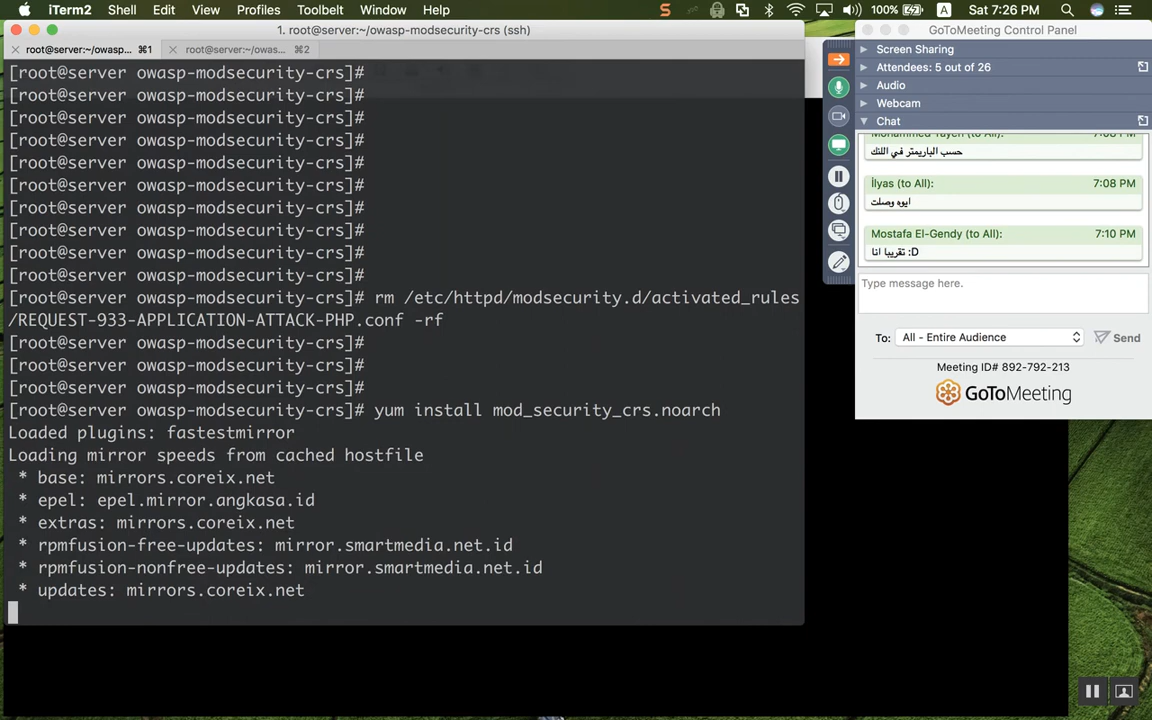 iTerm2 Shell Edit View Profiles Toolbelt Window Help 100% A Sat 7:26 PM
1. root@server:~/owasp-modsecurity-crs (ssh)
root@server:~/owasp-... ⌘1 root@server:~/owas... ⌘2
[root@server owasp-modsecurity-crs]#
[root@server owasp-modsecurity-crs]#
[root@server owasp-modsecurity-crs]#
[root@server owasp-modsecurity-crs]#
[root@server owasp-modsecurity-crs]#
[root@server owasp-modsecurity-crs]#
[root@server owasp-modsecurity-crs]#
[root@server owasp-modsecurity-crs]#
[root@server owasp-modsecurity-crs]#
[root@server owasp-modsecurity-crs]#
[root@server owasp-modsecurity-crs]# rm /etc/httpd/modsecurity.d/activated_rules
/REQUEST-933-APPLICATION-ATTACK-PHP.conf -rf
[root@server owasp-modsecurity-crs]#
[root@server owasp-modsecurity-crs]#
[root@server owasp-modsecurity-crs]#
[root@server owasp-modsecurity-crs]# yum install mod_security_crs.noarch
Loaded plugins: fastestmirror
Loading mirror speeds from cached hostfile
* base: mirrors.coreix.net
* epel: epel.mirror.angkasa.id
* extras: mirrors.coreix.net
* rpmfusion-free-updates: mirror.smartmedia.net.id
* rpmfusion-nonfree-updates: mirror.smartmedia.net.id
* updates: mirrors.coreix.net
GoToMeeting Control Panel
Screen Sharing
Attendees: 5 out of 26
Audio
Webcam
Chat
حسب الباريمتر في اللنك
İlyas (to All): 7:08 PM
ايوه وصلت
Mostafa El-Gendy (to All): 7:10 PM
تقريبا انا :D
Type message here.
To: All - Entire Audience Send
Meeting ID# 892-792-213
GoToMeeting